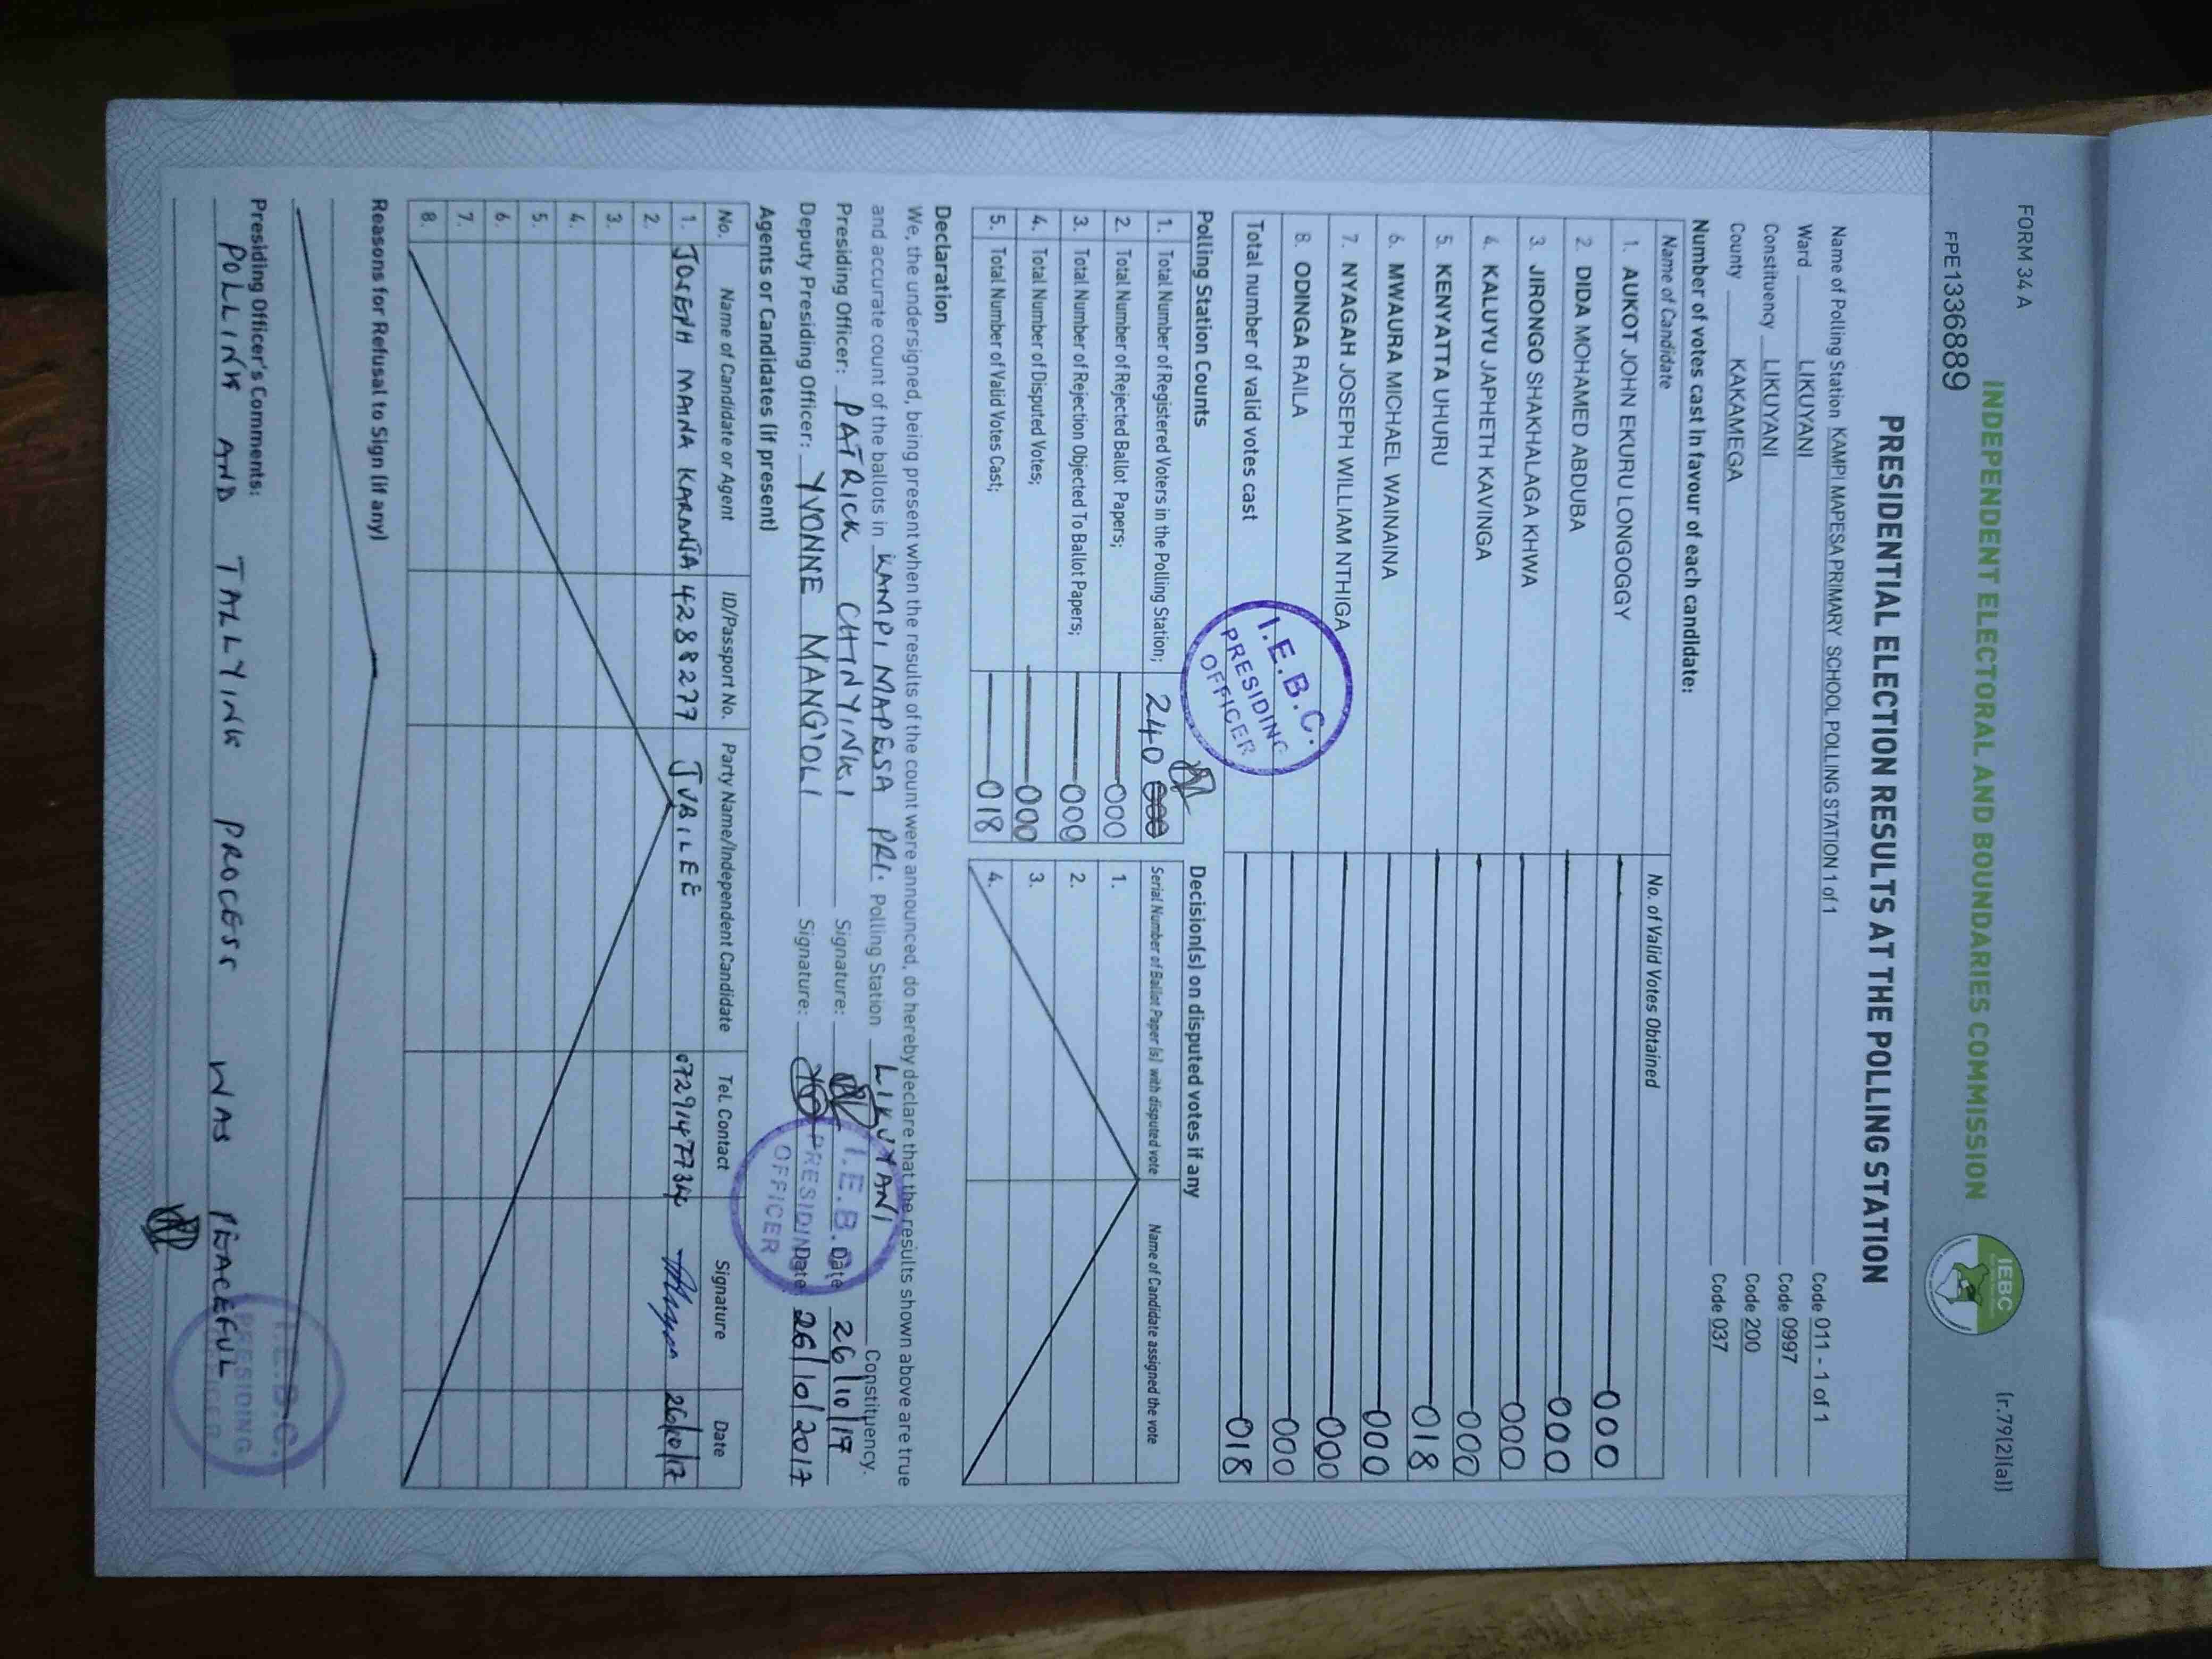 FORM 34 A
INDEPENDENT ELECTORAL AND BOUNDARIES COMMISSION
IEBC
(r.79(2)(a))
FPE1336889
PRESIDENTIAL ELECTION RESULTS AT THE POLLING STATION
Name of Polling Station KAMPI MAPESA PRIMARY SCHOOL POLLING STATION 1 of 1 Code 011 - 1 of 1
Ward LIKUYANI Code 0997
Constituency LIKUYANI Code 200
County KAKAMEGA Code 037
Number of votes cast in favour of each candidate:
Name of Candidate No. of Valid Votes Obtained
1. AUKOT JOHN EKURU LONGOGGY 000
2. DIDA MOHAMED ABDUBA 000
3. JIRONGO SHAKHALAGA KHWA 000
4. KALUYU JAPHETH KAVINGA 000
5. KENYATTA UHURU 018
6. MWAURA MICHAEL WAINAINA 000
7. NYAGAH JOSEPH WILLIAM NTHIGA 000
8. ODINGA RAILA 000
Total number of valid votes cast 018
I.E.B.C.
PRESIDING
OFFICER
Polling Station Counts
1. Total Number of Registered Voters in the Polling Station; 240
2. Total Number of Rejected Ballot Papers; 000
3. Total Number of Rejection Objected To Ballot Papers; 000
4. Total Number of Disputed Votes; 000
5. Total Number of Valid Votes Cast; 018
Decision(s) on disputed votes if any
Serial Number of Ballot Paper (s) with disputed vote Name of Candidate assigned the vote
1.
2.
3.
4.
Declaration
We, the undersigned, being present when the results of the count were announced, do hereby declare that the results shown above are true
and accurate count of the ballots in KAMPI MAPESA PRI. Polling Station LIKUYANI Constituency.
Presiding Officer: PATRICK CHINYINKI Signature: Date 26/10/17
Deputy Presiding Officer: YVONNE MANGIOLI Signature: Date 26/10/2017
I.E.B.C.
PRESIDING
OFFICER
Agents or Candidates (if present)
No. Name of Candidate or Agent ID/Passport No. Party Name/Independent Candidate Tel. Contact Signature Date
1. JOSEPH MAINA 4288277 JUBILEE 26/10/17
2.
3.
4.
5.
6.
7.
8.
Reasons for Refusal to Sign (if any)
Presiding Officer's Comments:
POLLING AND TALLYING PROCESS WAS PEACEFUL
I.E.B.C.
PRESIDING
OFFICER